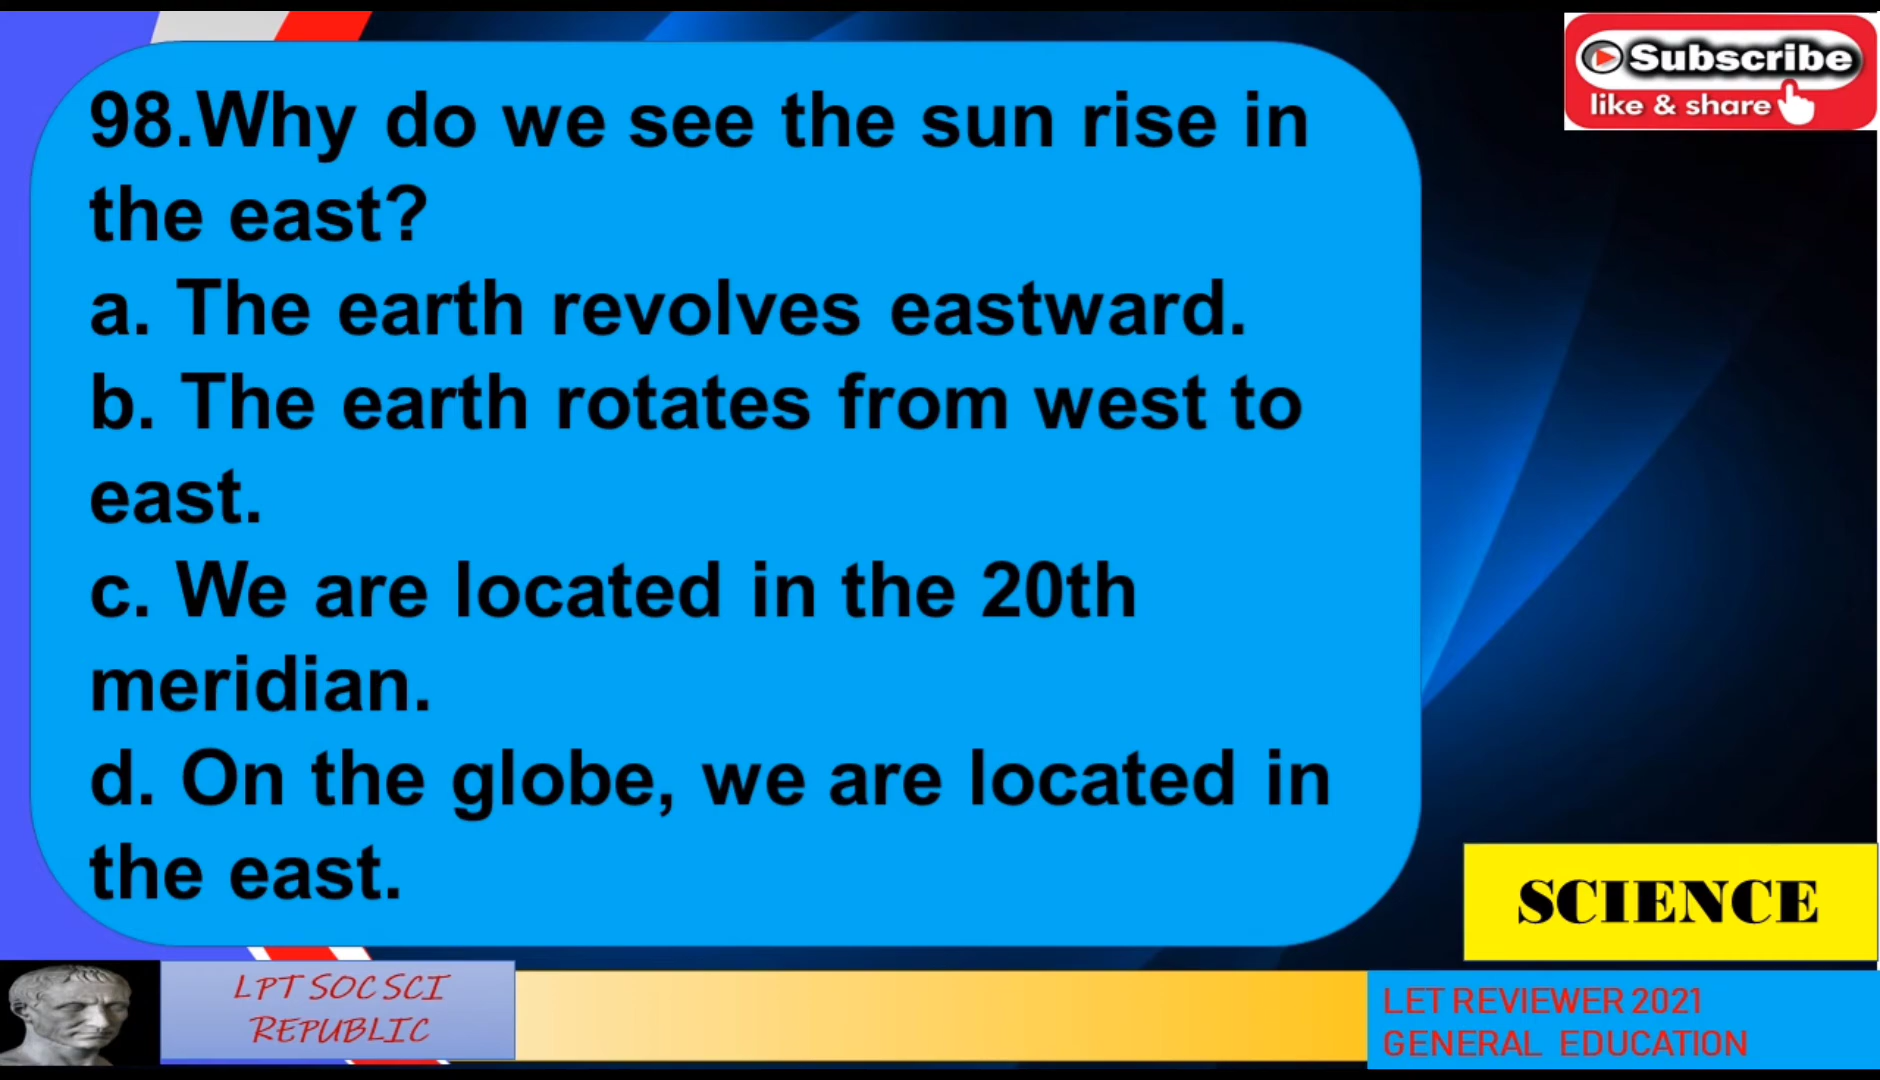 Subscribe
like & share
98.Why do we see the sun rise in
the east?
a. The earth revolves eastward.
b. The earth rotates from west to
east.
c. We are located in the 20th
meridian.
d. On the globe, we are located in
the east.
SCIENCE
LPT SOC SCI
REPUBLIC
LET REVIEWER 2021
GENERAL EDUCATION